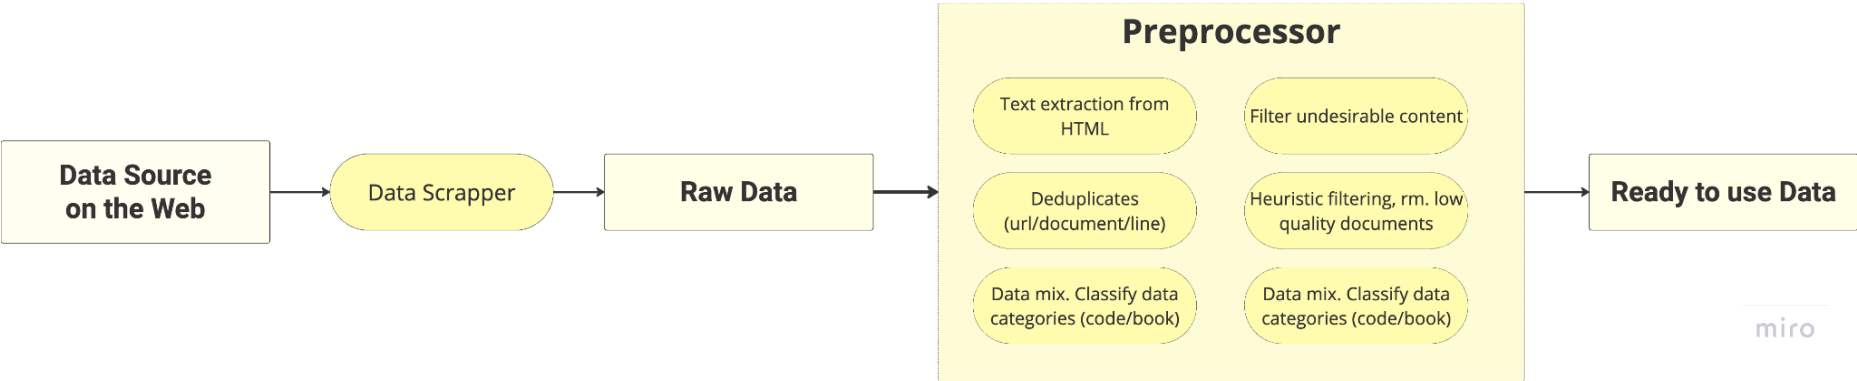 Data Source
on the Web
Data Scrapper
Raw Data
Preprocessor
Text extraction from
HTML
Filter undesirable content
Deduplicates
(url/document/line)
Heuristic filtering, rm. low
quality documents
Data mix. Classify data
categories (code/book)
Data mix. Classify data
categories (code/book)
Ready to use Data
miro